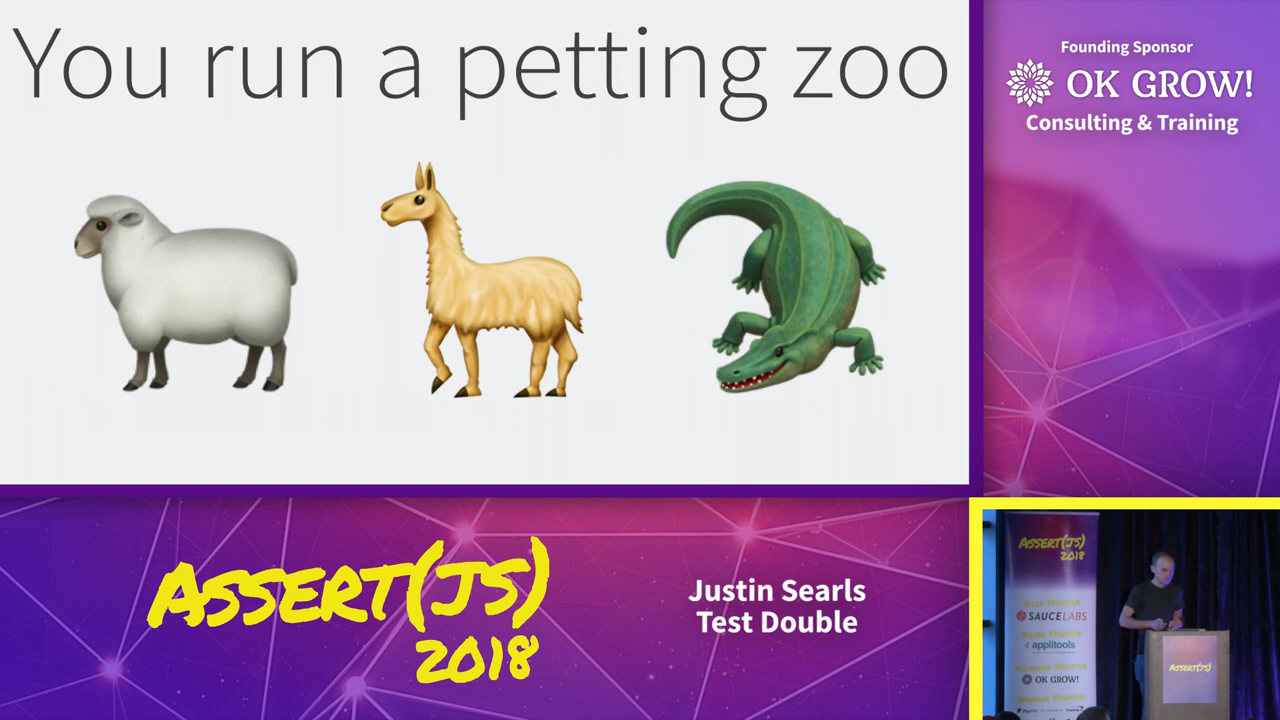 You run a petting zoo
Founding Sponsor
OK GROW!
Consulting & Training
ASSERT(JS)
2018
Justin Searls
Test Double
ASSERT(JS)
2018
SAUCELABS
applitools
OK GROW!
PayPal
ASSERT(JS)